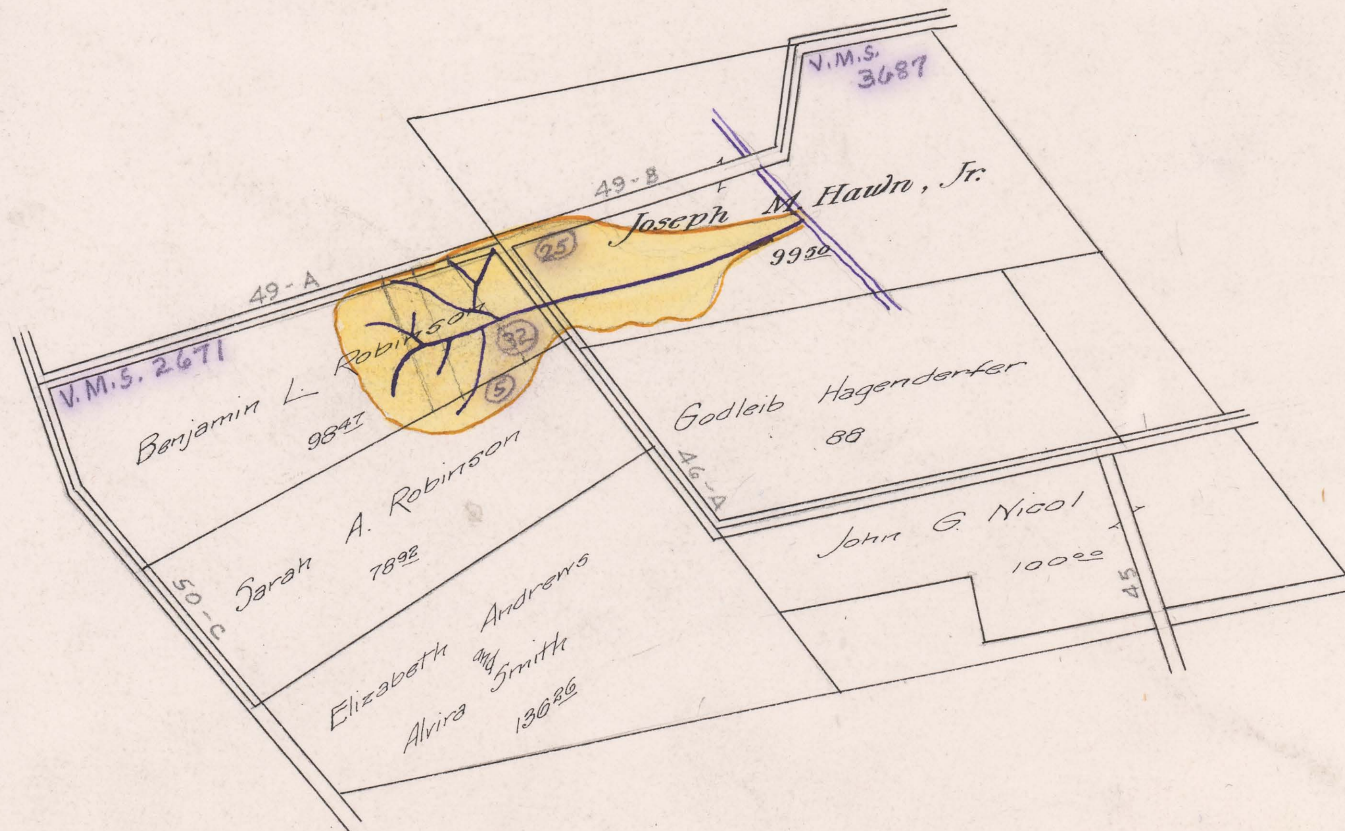 V.M.S.
3687
49-B
Joseph M. Hawn, Jr.
99 50
25
49-A
V.M.S. 2671
Benjamin L. Robinson
98 47
32
5
Godleib Hagenderfer
88
46-A
Sarah A. Robinson
78 92
John G. Nicol
100 00
45
50-C
Elizabeth Andrews
and
Alvira Smith
136 26